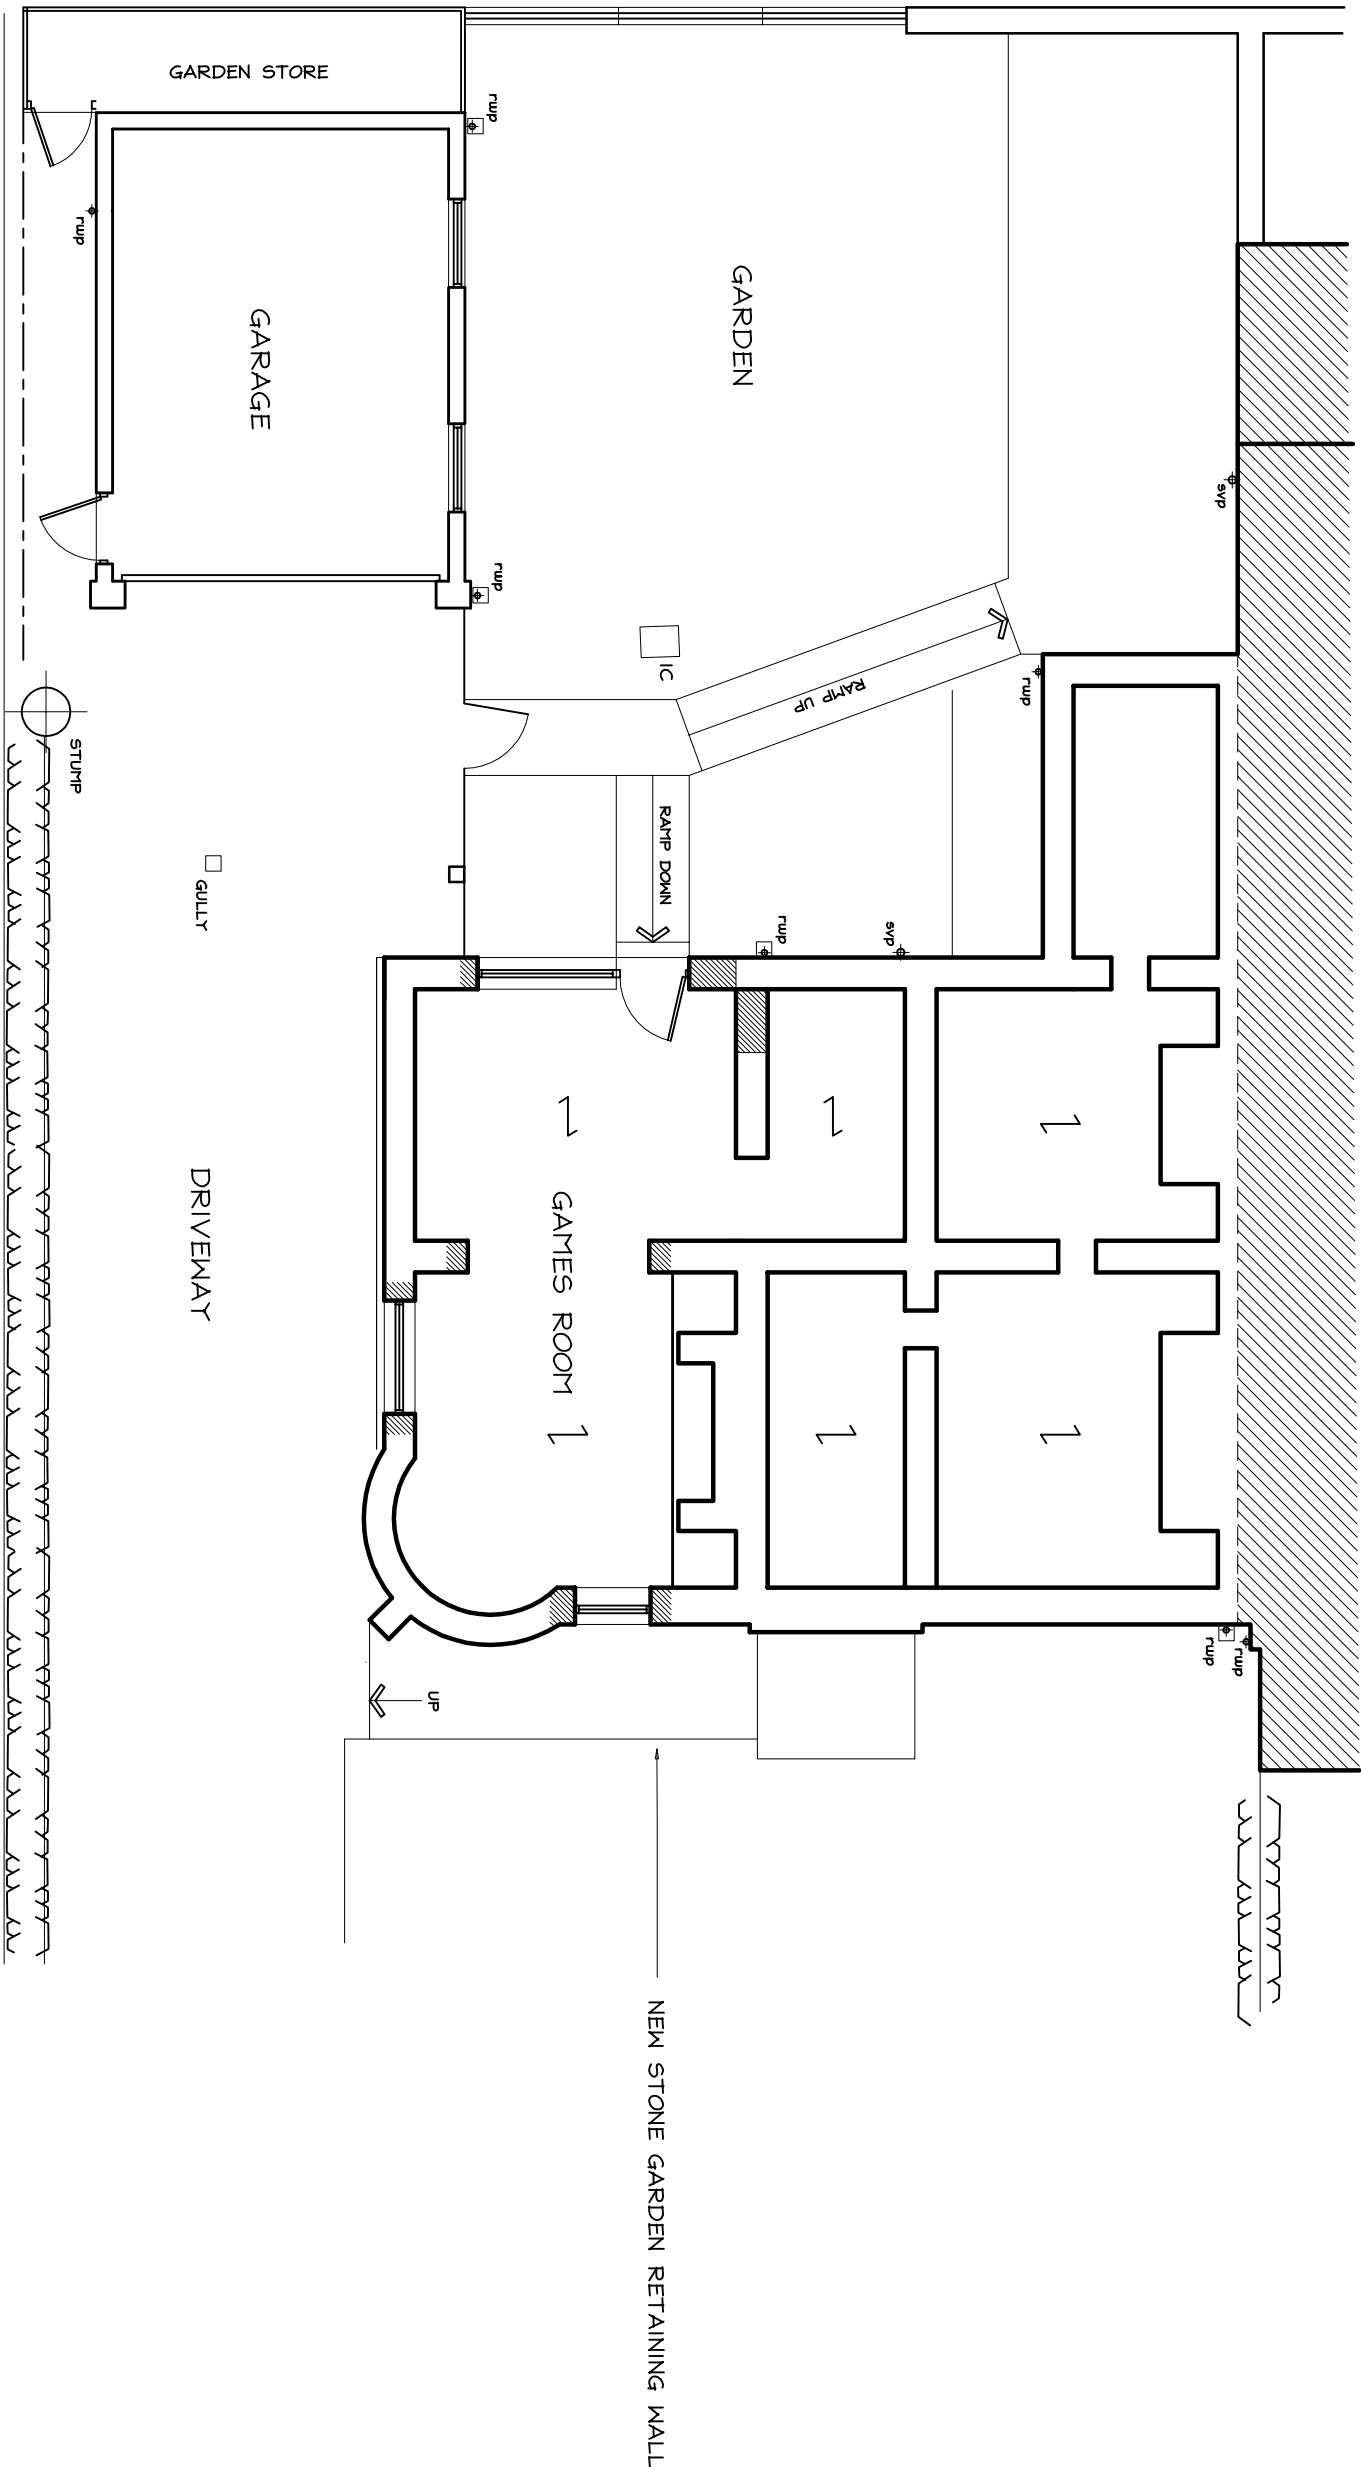 GARDEN STORE
rwp
rwp
GARDEN
GARAGE
svp
rwp
IC
rwp
RAMP UP
STUMP
RAMP DOWN
GULLY
rwp
svp
DRIVEWAY
GAMES ROOM
rwp
rwp
UP
NEW STONE GARDEN RETAINING WALL